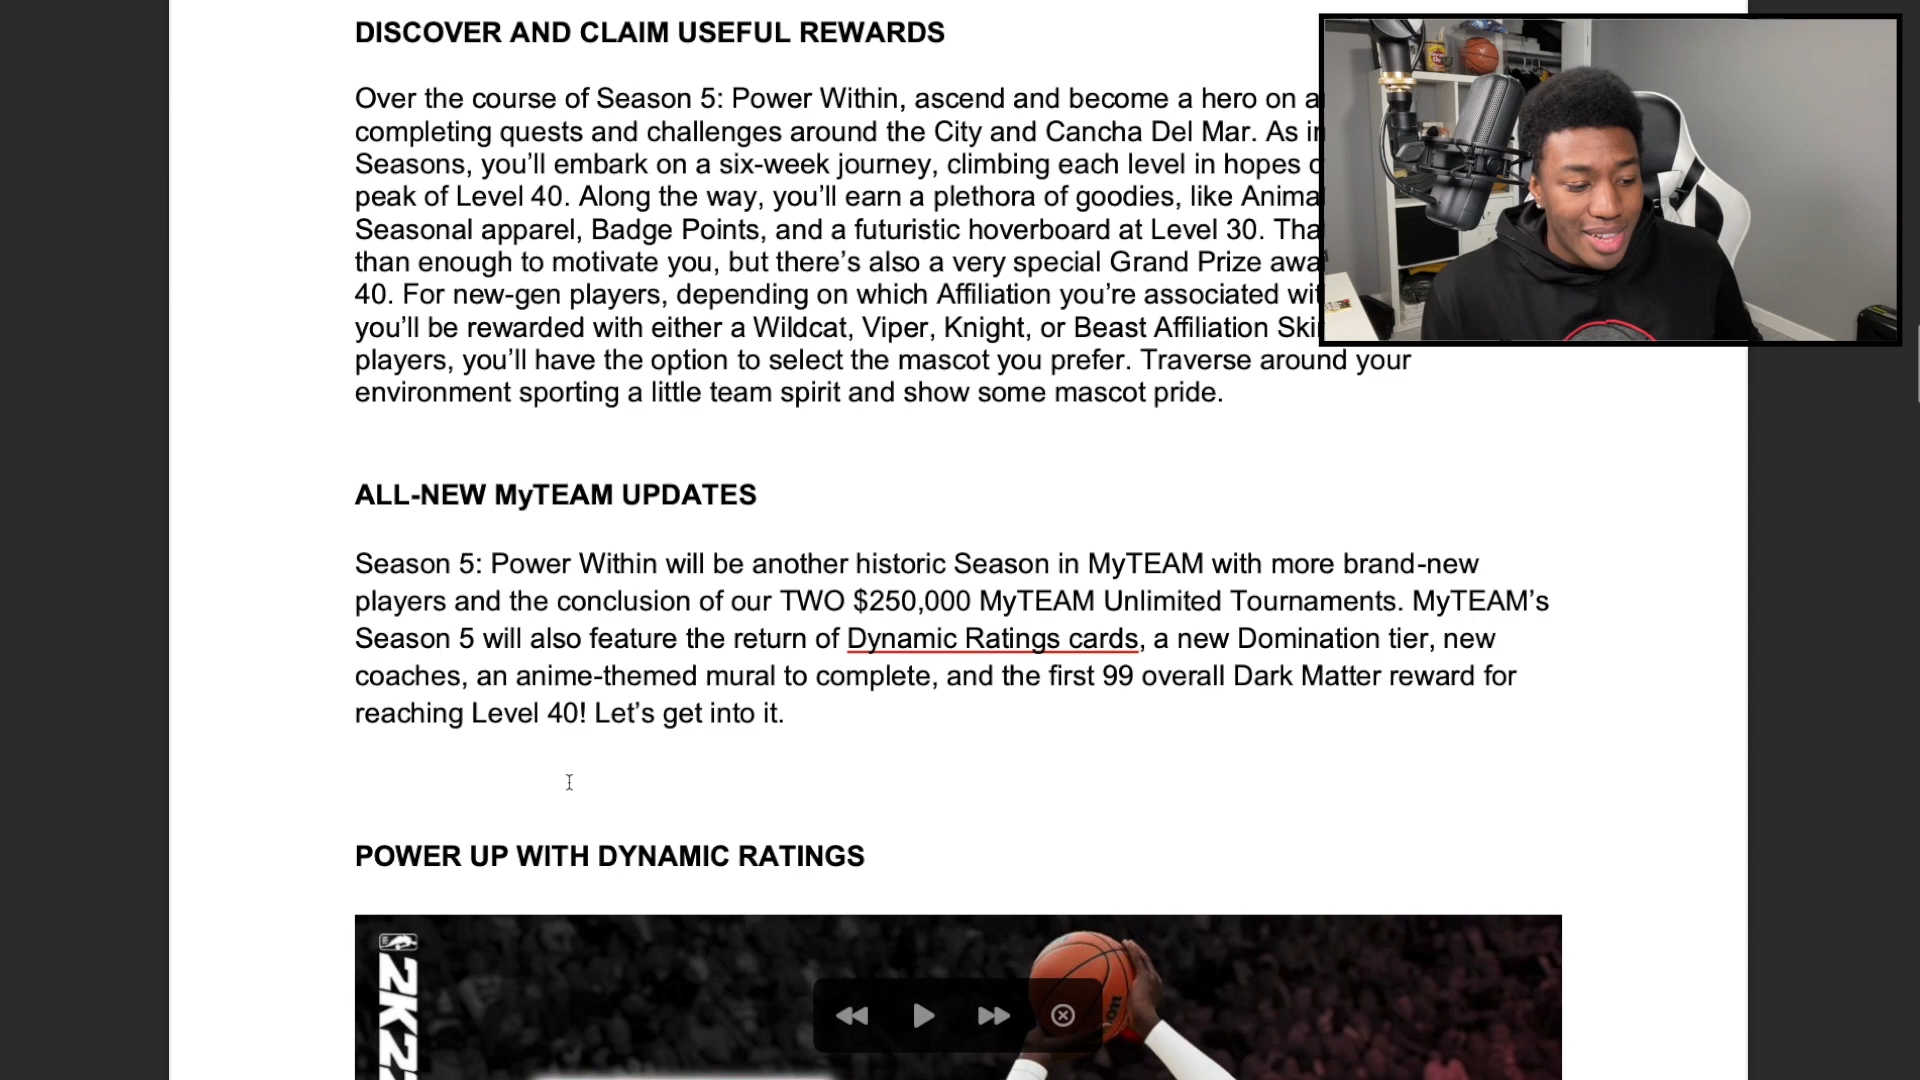 DISCOVER AND CLAIM USEFUL REWARDS
Over the course of Season 5: Power Within, ascend and become a hero on
completing quests and challenges around the City and Cancha Del Mar. As
Seasons, you’ll embark on a six-week journey, climbing each level in hopes
peak of Level 40. Along the way, you’ll earn a plethora of goodies, like
Seasonal apparel, Badge Points, and a futuristic hoverboard at Level 30.
than enough to motivate you, but there’s also a very special Grand Prize
40. For new-gen players, depending on which Affiliation you’re associated
you’ll be rewarded with either a Wildcat, Viper, Knight, or Beast Affiliation
players, you’ll have the option to select the mascot you prefer. Traverse around your
environment sporting a little team spirit and show some mascot pride.
ALL-NEW MyTEAM UPDATES
Season 5: Power Within will be another historic Season in MyTEAM with more brand-new
players and the conclusion of our TWO $250,000 MyTEAM Unlimited Tournaments. MyTEAM’s
Season 5 will also feature the return of Dynamic Ratings cards, a new Domination tier, new
coaches, an anime-themed mural to complete, and the first 99 overall Dark Matter reward for
reaching Level 40! Let’s get into it.
POWER UP WITH DYNAMIC RATINGS